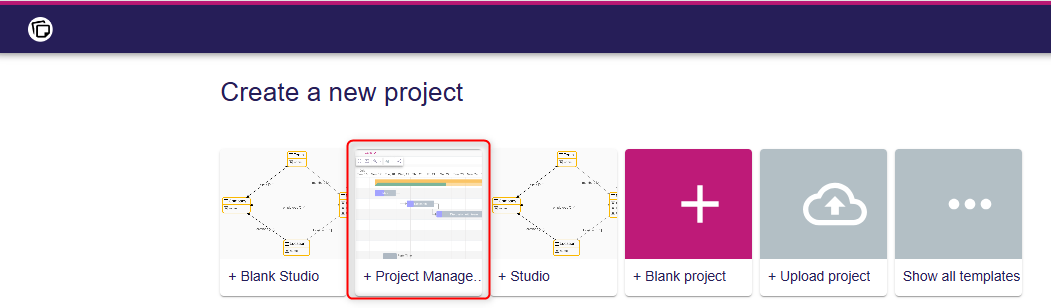 Create a new project
+ Blank Studio
+ Project Manage..
+ Studio
+ Blank project
+ Upload project
Show all templates